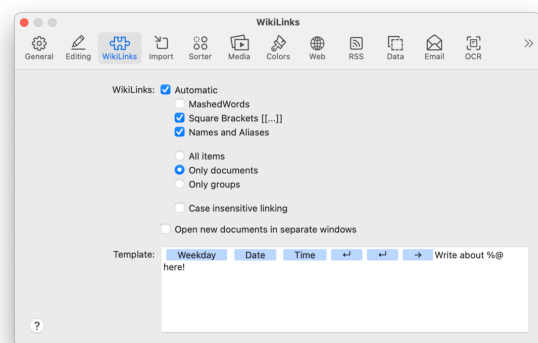 WikiLinks
General Editing WikiLinks Import Sorter Media Colors Web RSS Data Email OCR
WikiLinks: Automatic
MashedWords
Square Brackets [[...]]
Names and Aliases
All items
Only documents
Only groups
Case insensitive linking
Open new documents in separate windows
Template: Weekday Date Time ↵ ↵ → Write about %@
here!
?